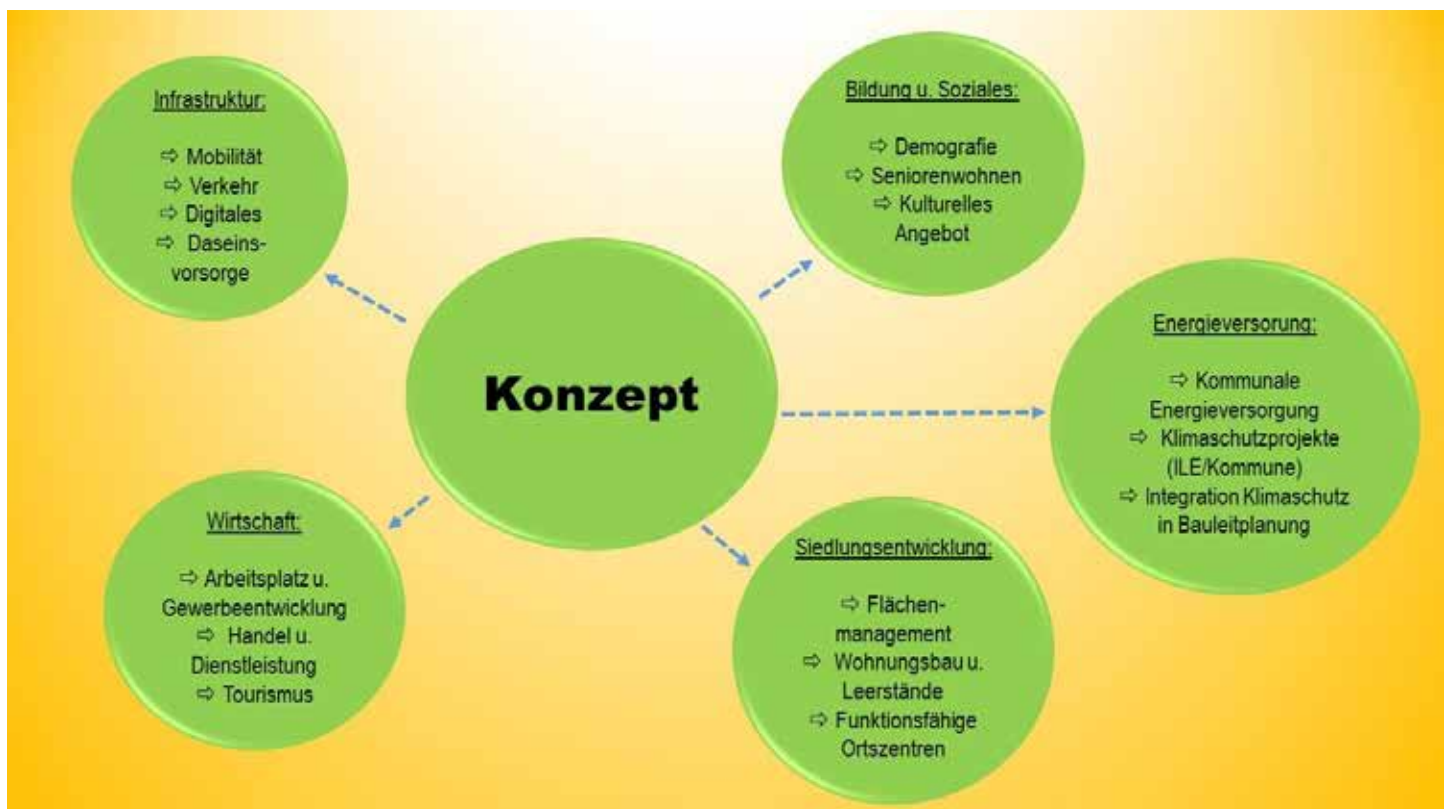 Infrastruktur:
⇨ Mobilität
⇨ Verkehr
⇨ Digitales
⇨ Daseins-
vorsorge
Bildung u. Soziales:
⇨ Demografie
⇨ Seniorenwohnen
⇨ Kulturelles
Angebot
Konzept
Energieversorung:
⇨ Kommunale
Energieversorgung
⇨ Klimaschutzprojekte
(ILE/Kommune)
⇨ Integration Klimaschutz
in Bauleitplanung
Wirtschaft:
⇨ Arbeitsplatz u.
Gewerbeentwicklung
⇨ Handel u.
Dienstleistung
⇨ Tourismus
Siedlungsentwicklung:
⇨ Flächen-
management
⇨ Wohnungsbau u.
Leerstände
⇨ Funktionsfähige
Ortszentren